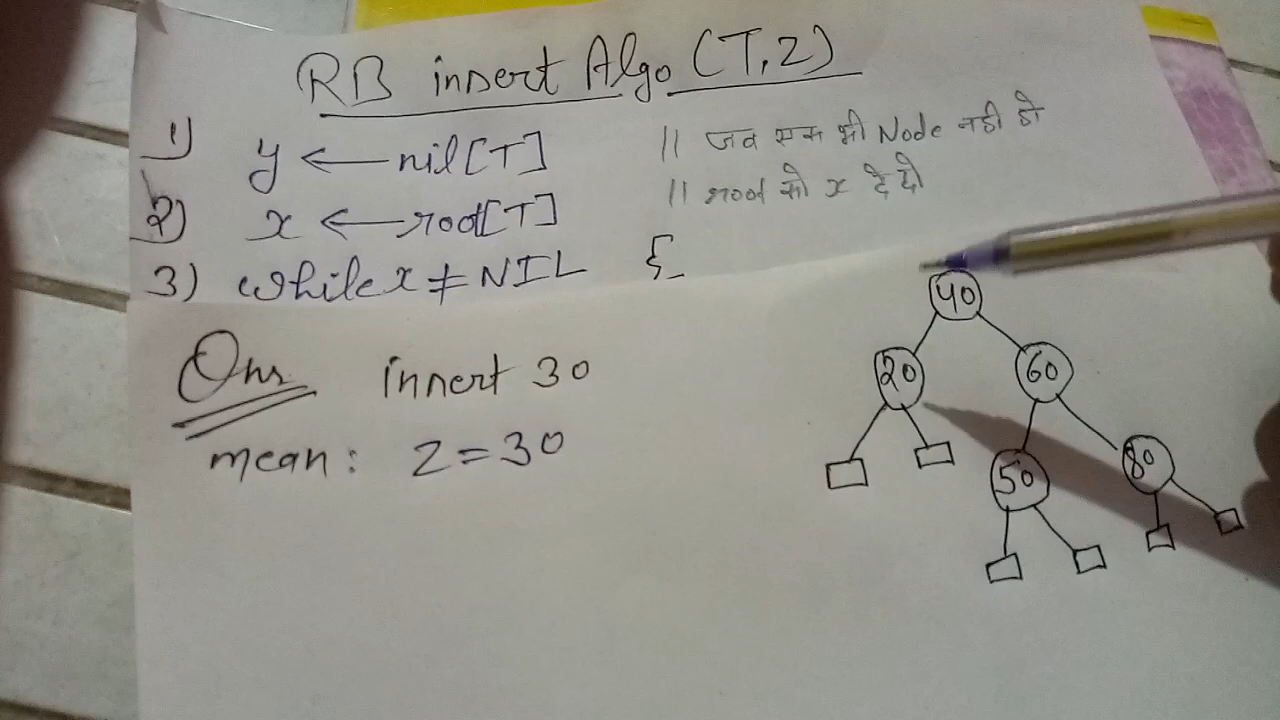 RB insert Algo (T, z)
1) y ← nil[T] // जब एक भी Node नहीं हो
2) x ← root[T] // root को x दे दो
3) while x ≠ NIL {
40
Ons insert 30
20 60
mean: z = 30
50 80